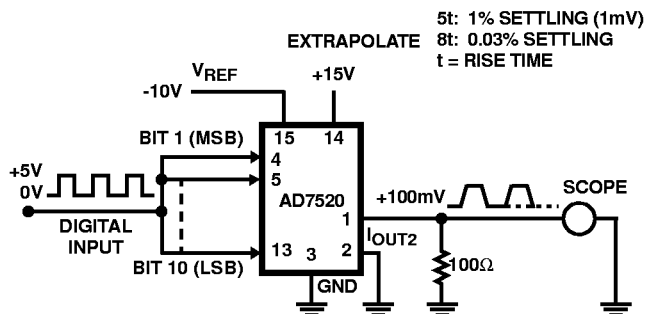 5t: 1% SETTLING (1mV)
EXTRAPOLATE 8t: 0.03% SETTLING
t = RISE TIME
VREF
+15V
-10V
BIT 1 (MSB)
15 14
4
+5V
0V
5
AD7520
+100mV
SCOPE
DIGITAL
INPUT
1
IOUT2
13 3 2
100Ω
BIT 10 (LSB)
GND